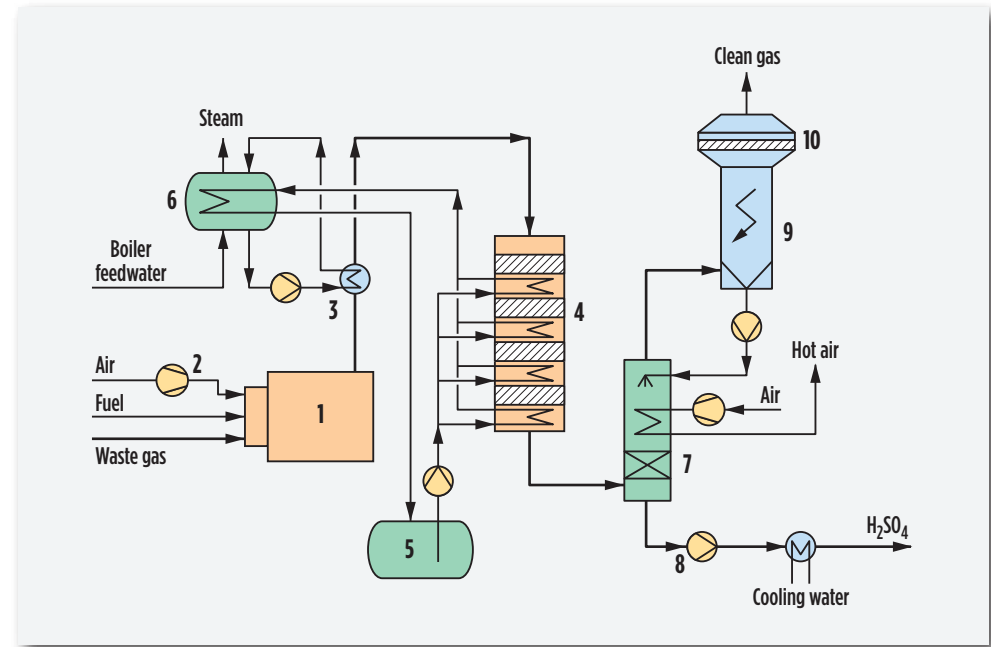 Clean gas
10
Steam
6
9
Boiler
feedwater
3
4
Hot air
Air
2
Air
Fuel
1
Waste gas
7
5
H₂SO₄
8
Cooling water